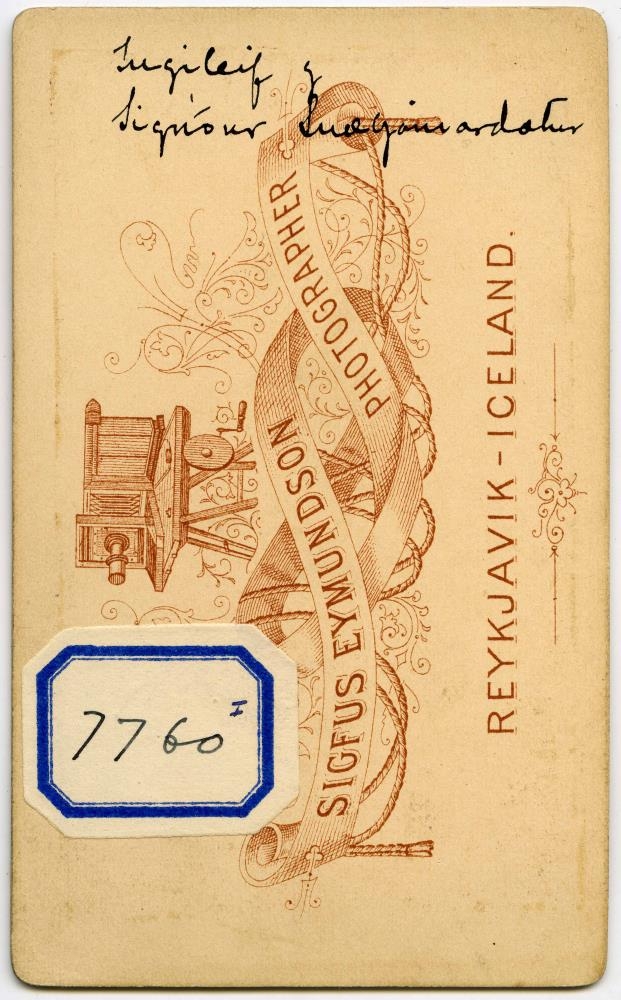 Ingileif og
Sigríður
PHOTOGRAPHER
SIGFUS EYMUNDSON
REYKJAVIK - ICELAND.
7760 I